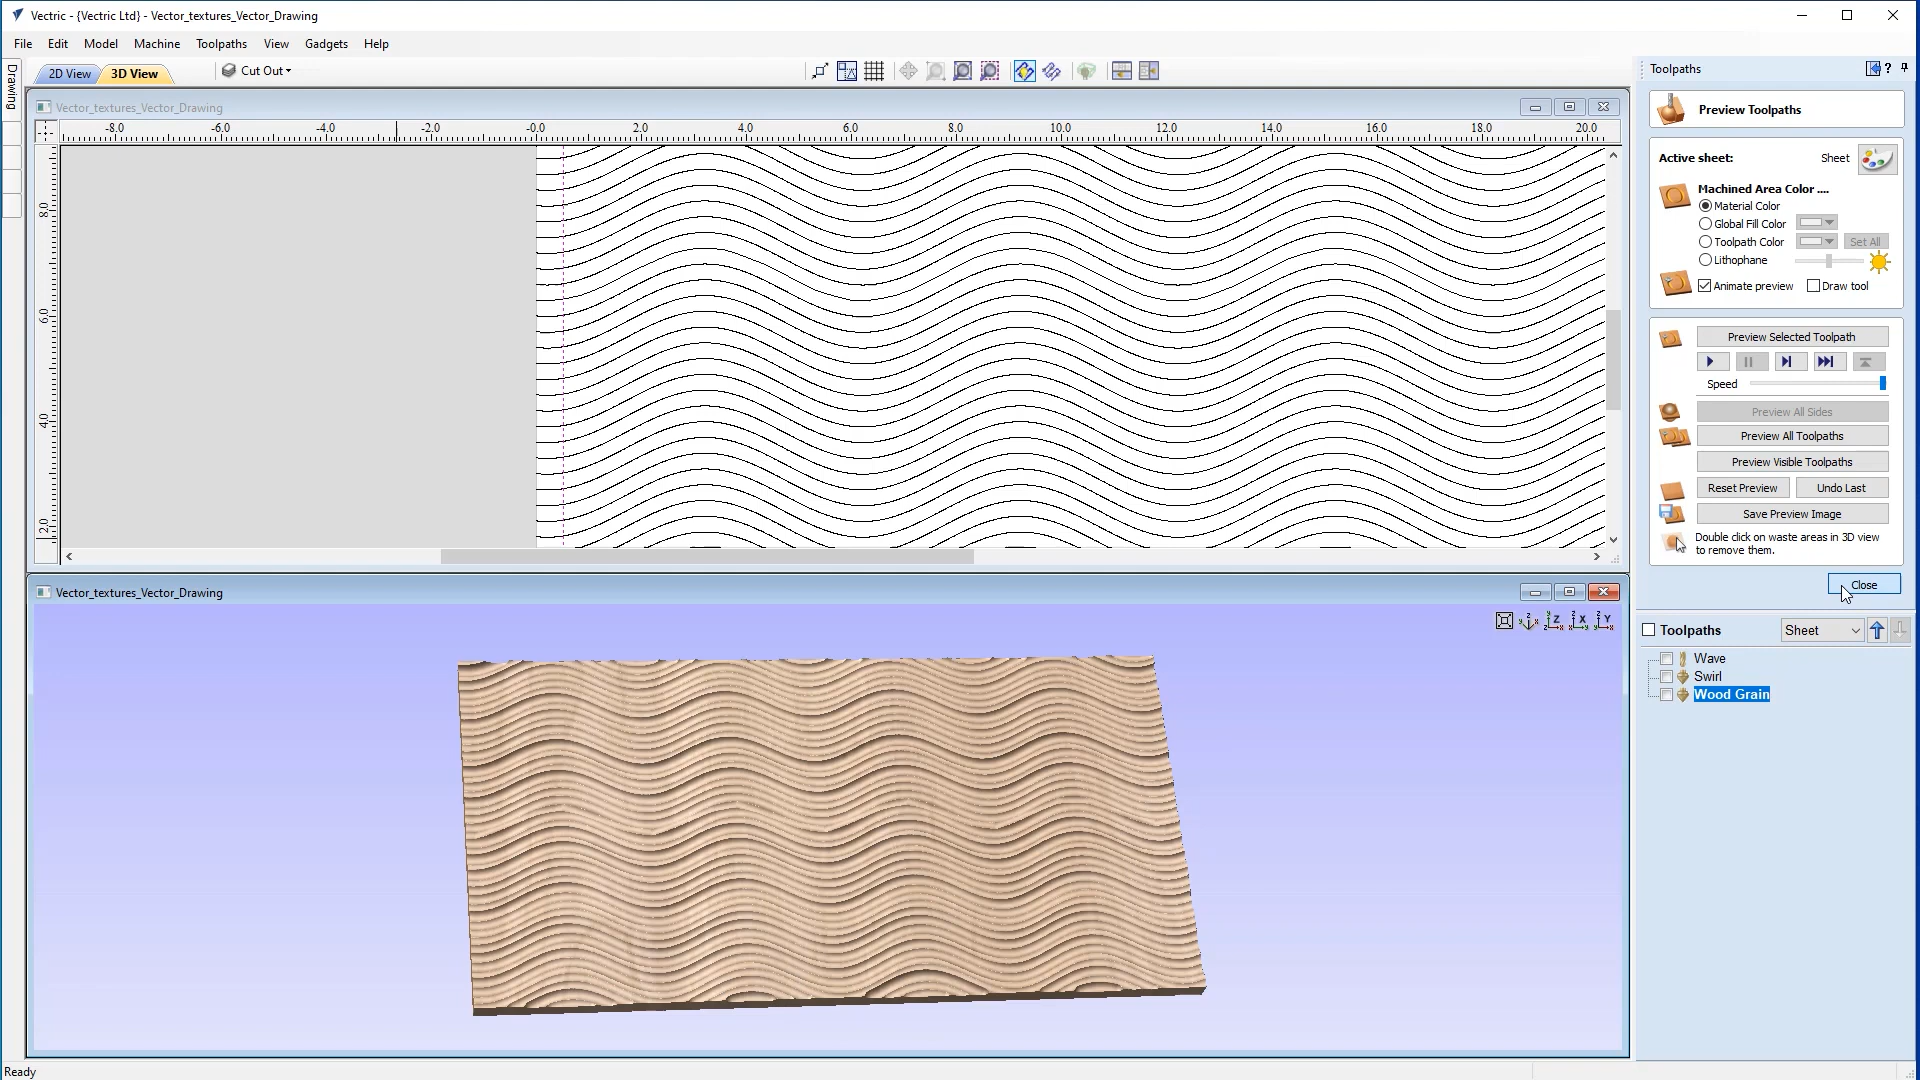 Vectric - {Vectric Ltd} - Vector_textures_Vector_Drawing
File Edit Model Machine Toolpaths View Gadgets Help
Drawing
2D View 3D View Cut Out
Toolpaths ?
Vector_textures_Vector_Drawing
-8.0 -6.0 -4.0 -2.0 -0.0 2.0 4.0 6.0 8.0 10.0 12.0 14.0 16.0 18.0 20.0
8.0
6.0
4.0
2.0
Preview Toolpaths
Active sheet: Sheet
Machined Area Color ....
Material Color
Global Fill Color
Toolpath Color Set All
Lithophane
Animate preview Draw tool
Preview Selected Toolpath
Speed
Preview All Sides
Preview All Toolpaths
Preview Visible Toolpaths
Reset Preview Undo Last
Save Preview Image
Double click on waste areas in 3D view
to remove them.
Close
Vector_textures_Vector_Drawing
Toolpaths Sheet
Wave
Swirl
Wood Grain
Ready